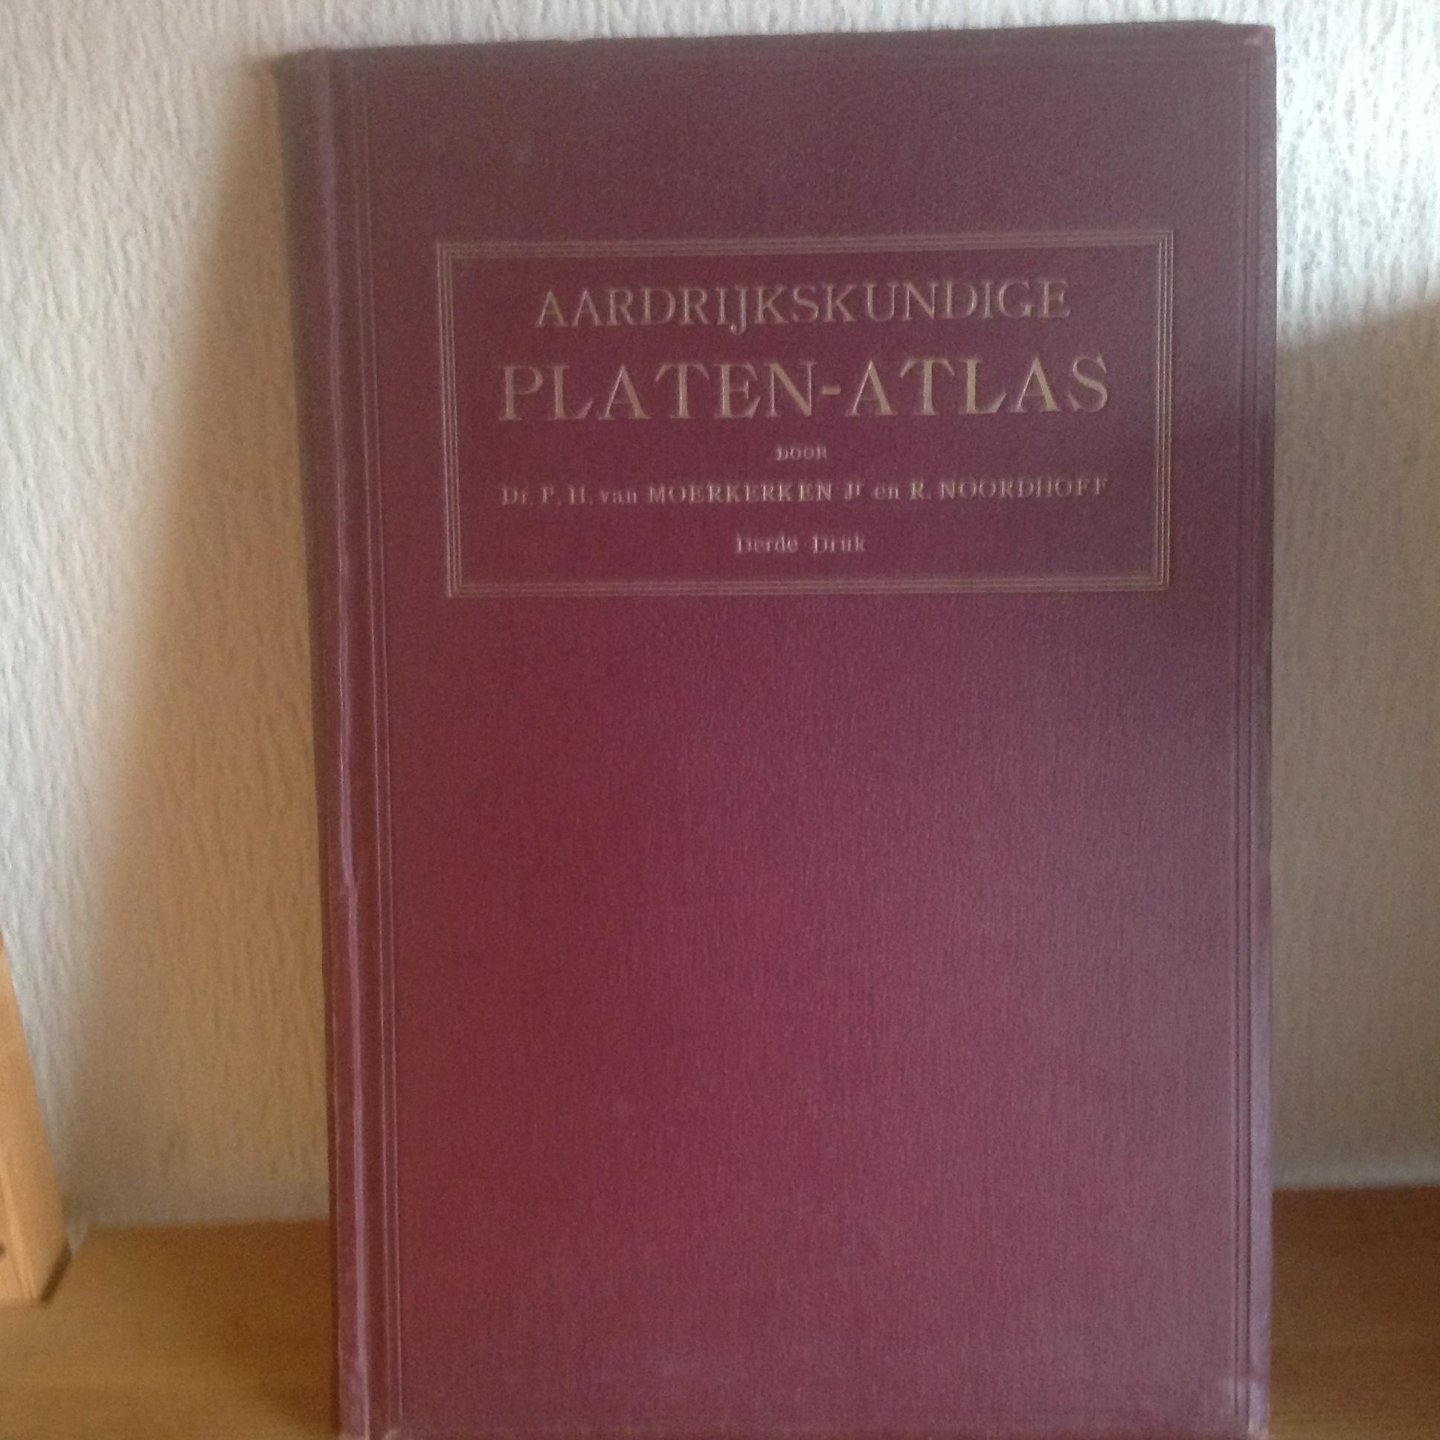 AARDRIJKSKUNDIGE
PLATEN-ATLAS
DOOR
Dr. P. H. van MOERKERKEN Jr en R. NOORDHOFF
Derde Druk